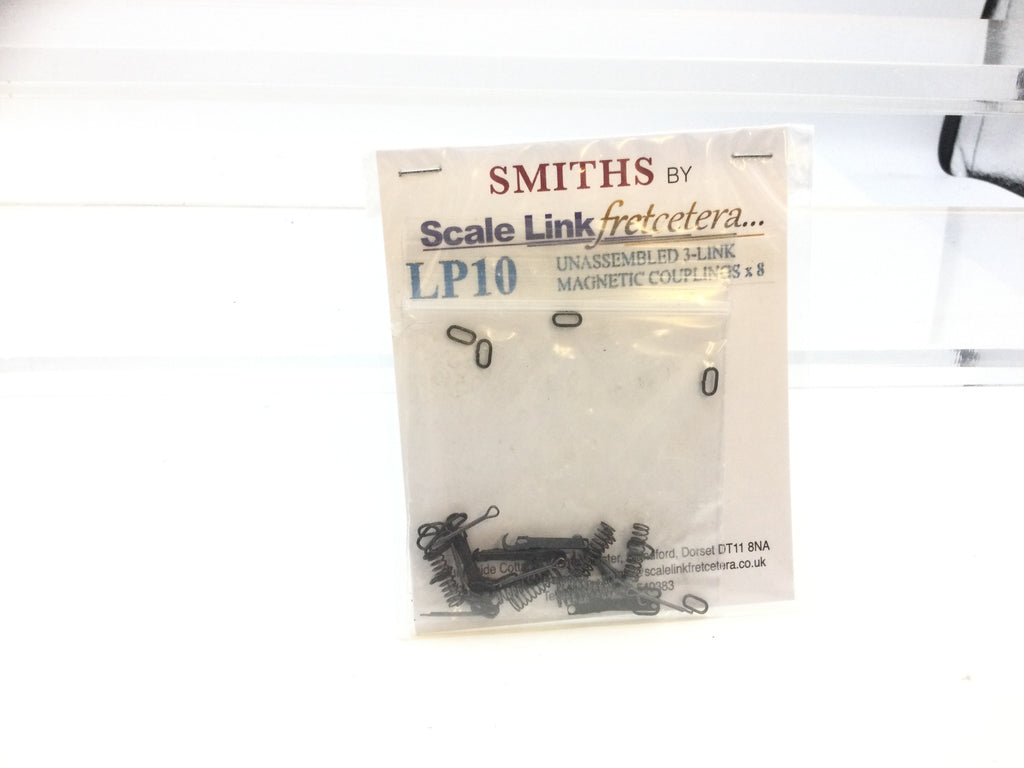 SMITHS BY
Scale Link fretcetera...
LP10
UNASSEMBLED 3-LINK
MAGNETIC COUPLINGS x 8
Dorset DT11 8NA
scalelinkfretcetera.co.uk